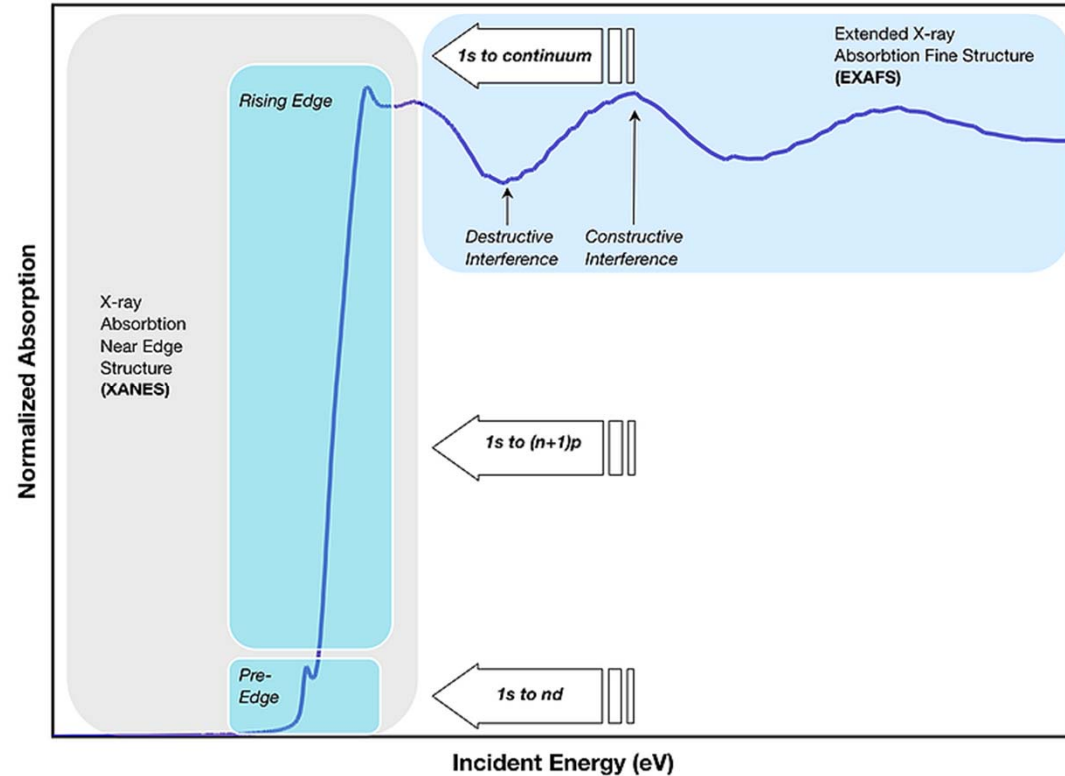 1s to continuum
Extended X-ray
Absorbtion Fine Structure
(EXAFS)
Rising Edge
Destructive
Interference
Constructive
Interference
X-ray
Absorbtion
Near Edge
Structure
(XANES)
1s to (n+1)p
Pre-
Edge
1s to nd
Normalized Absorption
Incident Energy (eV)